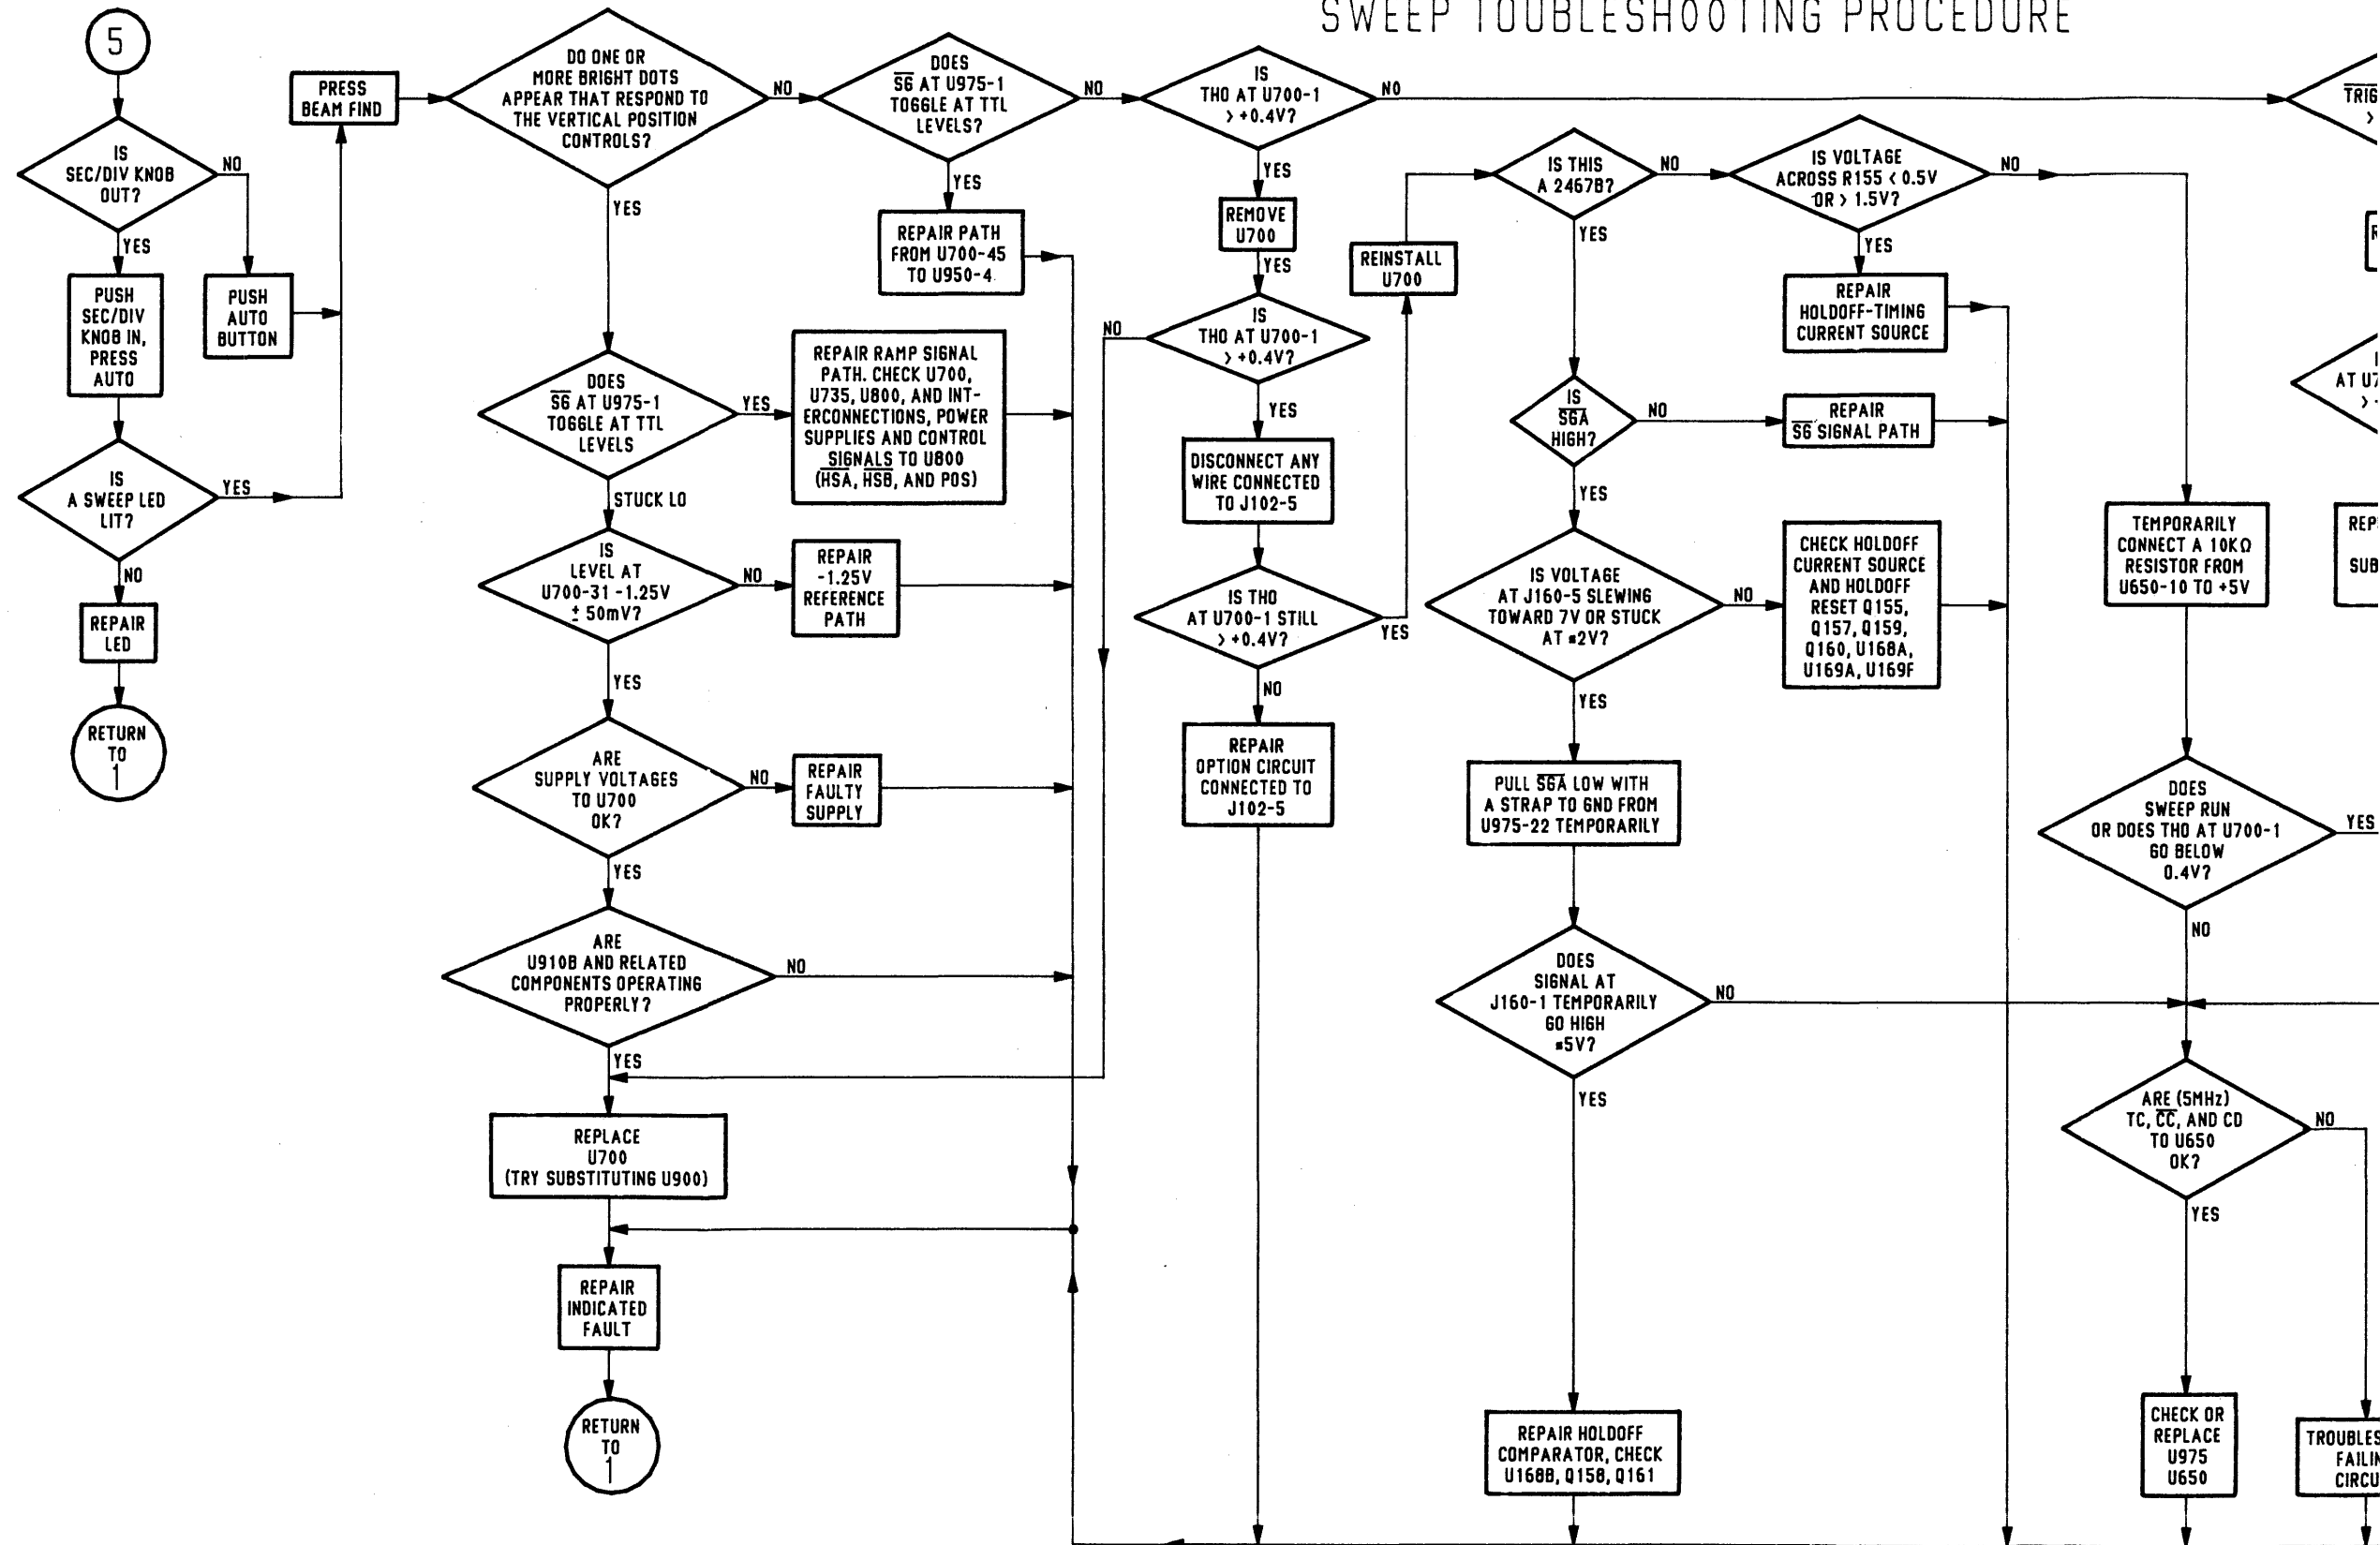 SWEEP TOUBLESHOOTING PROCEDURE
5
IS
SEC/DIV KNOB
OUT?
NO
YES
PUSH
SEC/DIV
KNOB IN,
PRESS
AUTO
PUSH
AUTO
BUTTON
IS
A SWEEP LED
LIT?
YES
NO
REPAIR
LED
RETURN
TO
1
PRESS
BEAM FIND
DO ONE OR
MORE BRIGHT DOTS
APPEAR THAT RESPOND TO
THE VERTICAL POSITION
CONTROLS?
NO
YES
DOES
S̅G̅ AT U975-1
TOGGLE AT TTL
LEVELS?
NO
YES
REPAIR PATH
FROM U700-45
TO U950-4
DOES
S̅G̅ AT U975-1
TOGGLE AT TTL
LEVELS
YES
STUCK LO
REPAIR RAMP SIGNAL
PATH. CHECK U700,
U735, U800, AND INT-
ERCONNECTIONS, POWER
SUPPLIES AND CONTROL
SIGNALS TO U800
(H̅S̅A̅, H̅S̅B̅, AND POS)
IS
LEVEL AT
U700-31 -1.25V
± 50mV?
NO
YES
REPAIR
-1.25V
REFERENCE
PATH
ARE
SUPPLY VOLTAGES
TO U700
OK?
NO
YES
REPAIR
FAULTY
SUPPLY
ARE
U910B AND RELATED
COMPONENTS OPERATING
PROPERLY?
NO
YES
REPLACE
U700
(TRY SUBSTITUTING U900)
REPAIR
INDICATED
FAULT
RETURN
TO
1
IS
THO AT U700-1
> +0.4V?
NO
YES
REMOVE
U700
YES
IS
THO AT U700-1
> +0.4V?
NO
YES
DISCONNECT ANY
WIRE CONNECTED
TO J102-5
IS THO
AT U700-1 STILL
> +0.4V?
YES
NO
REPAIR
OPTION CIRCUIT
CONNECTED TO
J102-5
REINSTALL
U700
IS THIS
A 2467B?
NO
YES
IS VOLTAGE
ACROSS R155 < 0.5V
OR > 1.5V?
NO
YES
REPAIR
HOLDOFF-TIMING
CURRENT SOURCE
IS
S̅G̅A̅
HIGH?
NO
YES
REPAIR
S̅G̅ SIGNAL PATH
IS VOLTAGE
AT J160-5 SLEWING
TOWARD 7V OR STUCK
AT ≈2V?
NO
YES
CHECK HOLDOFF
CURRENT SOURCE
AND HOLDOFF
RESET Q155,
Q157, Q159,
Q160, U168A,
U169A, U169F
PULL S̅G̅A̅ LOW WITH
A STRAP TO GND FROM
U975-22 TEMPORARILY
DOES
SIGNAL AT
J160-1 TEMPORARILY
GO HIGH
≈5V?
NO
YES
REPAIR HOLDOFF
COMPARATOR, CHECK
U168B, Q158, Q161
TEMPORARILY
CONNECT A 10KΩ
RESISTOR FROM
U650-10 TO +5V
DOES
SWEEP RUN
OR DOES THO AT U700-1
GO BELOW
0.4V?
YES
NO
ARE (5MHz)
TC, C̅C̅, AND CD
TO U650
OK?
NO
YES
CHECK OR
REPLACE
U975
U650
TROUBLES
FAILIN
CIRCU
T̅R̅I̅G̅
>
AT U7
REP
SUB